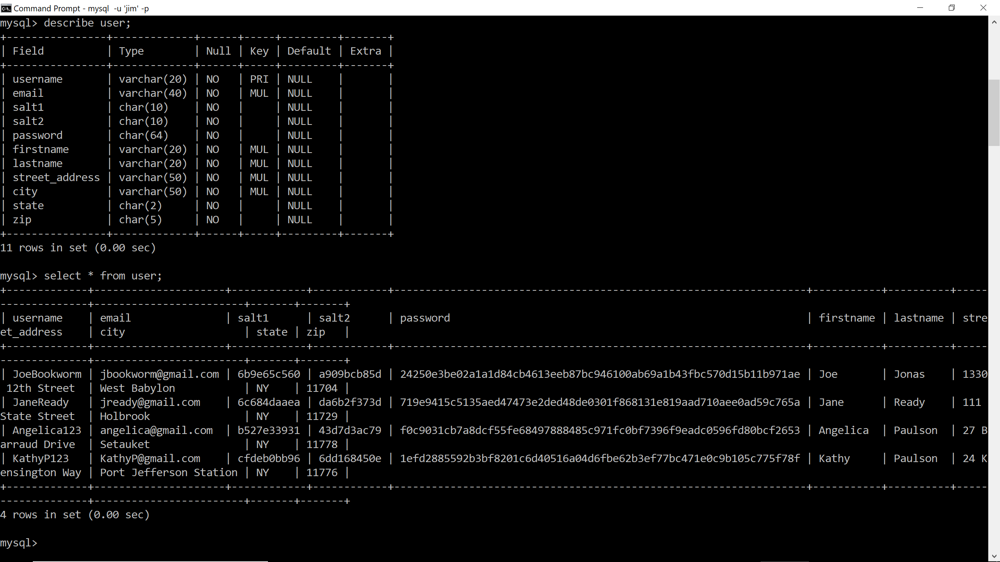 Command Prompt - mysql  -u 'jim' -p
mysql> describe user;
+----------------+-------------+------+-----+---------+-------+
| Field          | Type        | Null | Key | Default | Extra |
+----------------+-------------+------+-----+---------+-------+
| username       | varchar(20) | NO   | PRI | NULL    |       |
| email          | varchar(40) | NO   | MUL | NULL    |       |
| salt1          | char(10)    | NO   |     | NULL    |       |
| salt2          | char(10)    | NO   |     | NULL    |       |
| password       | char(64)    | NO   |     | NULL    |       |
| firstname      | varchar(20) | NO   | MUL | NULL    |       |
| lastname       | varchar(20) | NO   | MUL | NULL    |       |
| street_address | varchar(50) | NO   | MUL | NULL    |       |
| city           | varchar(50) | NO   | MUL | NULL    |       |
| state          | char(2)     | NO   |     | NULL    |       |
| zip            | char(5)     | NO   |     | NULL    |       |
+----------------+-------------+------+-----+---------+-------+
11 rows in set (0.00 sec)

mysql> select * from user;
+-------------+---------------------+------------+------------+------------------------------------------------------------------+-----------+----------+-----
--------------+------------------------+-------+-------+
| username    | email               | salt1      | salt2      | password                                                         | firstname | lastname | stre
et_address    | city                   | state | zip   |
+-------------+---------------------+------------+------------+------------------------------------------------------------------+-----------+----------+-----
--------------+------------------------+-------+-------+
| JoeBookworm | jbookworm@gmail.com | 6b9e65c560 | a909bcb85d | 24250e3be02a1a1d84cb4613eeb87bc946100ab69a1b43fbc570d15b11b971ae | Joe       | Jonas    | 1330
 12th Street  | West Babylon           | NY    | 11704 |
| JaneReady   | jready@gmail.com    | 6c684daaea | da6b2f373d | 719e9415c5135aed47473e2ded48de0301f868131e819aad710aee0ad59c765a | Jane      | Ready    | 111 
State Street  | Holbrook               | NY    | 11729 |
| Angelica123 | angelica@gmail.com  | b527e33931 | 43d7d3ac79 | f0c9031cb7a8dcf55fe68497888485c971fc0bf7396f9eadc0596fd80bcf2653 | Angelica  | Paulson  | 27 B
arraud Drive  | Setauket               | NY    | 11778 |
| KathyP123   | KathyP@gmail.com    | cfdeb0bb96 | 6dd168450e | 1efd2885592b3bf8201c6d40516a04d6fbe62b3ef77bc471e0c9b105c775f78f | Kathy     | Paulson  | 24 K
ensington Way | Port Jefferson Station | NY    | 11776 |
+-------------+---------------------+------------+------------+------------------------------------------------------------------+-----------+----------+-----
--------------+------------------------+-------+-------+
4 rows in set (0.00 sec)

mysql>